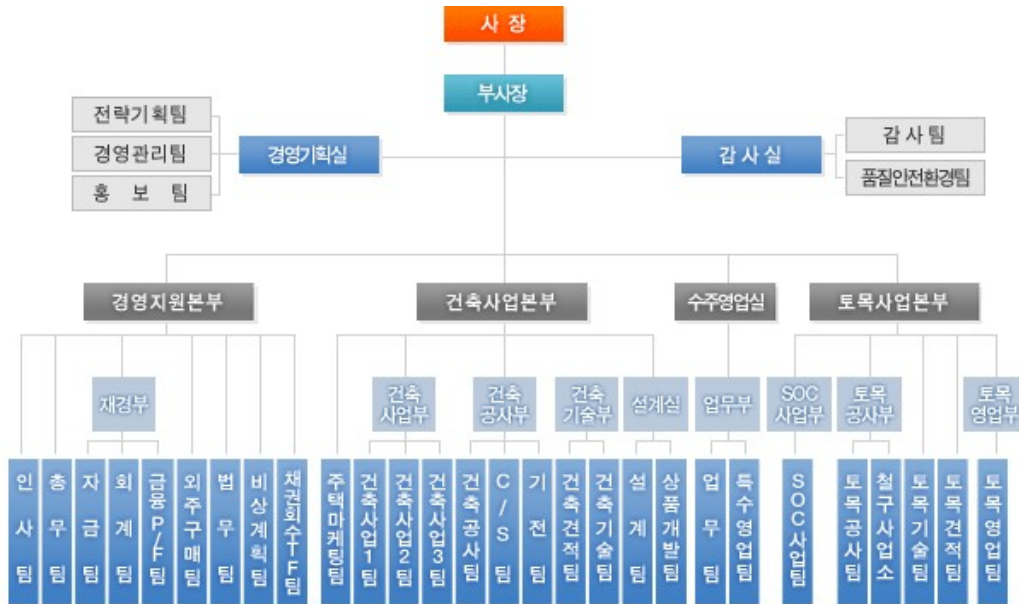 사 장
부사장
전략기획팀
경영관리팀
홍 보 팀
경영기획실
감 사 실
감 사 팀
품질안전환경팀
경영지원본부
건축사업본부
수주영업실
토목사업본부
재경부
건축
사업부
건축
공사부
건축
기술부
설계실
업무부
SOC
사업부
토목
공사부
토목
영업부
인 사 팀
총 무 팀
자 금 팀
회 계 팀
금융P/F팀
외주구매팀
법 무 팀
비상계획팀
채권회수TF팀
주택마케팅팀
건축사업1팀
건축사업2팀
건축사업3팀
건축공사팀
C/S 팀
기 전 팀
건축견적팀
건축기술팀
설 계 팀
상품개발팀
업 무 팀
특수영업팀
SOC사업팀
토목공사팀
철구사업소
토목기술팀
토목견적팀
토목영업팀